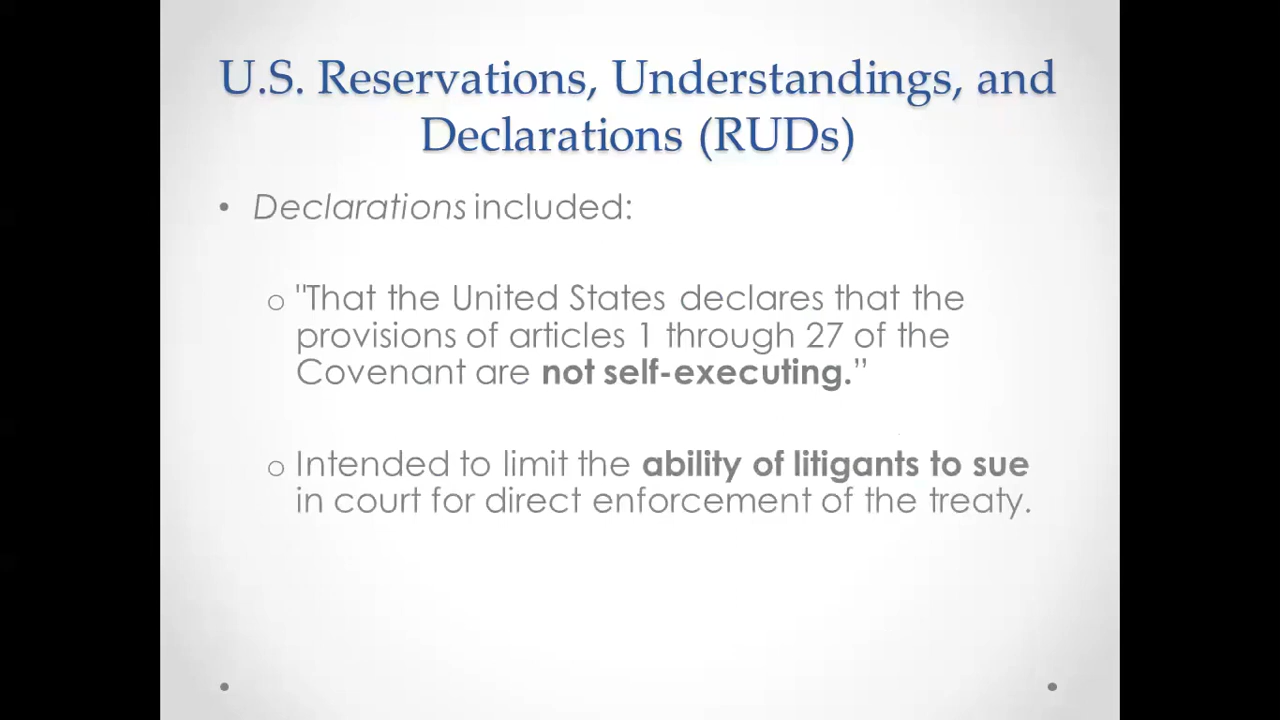 U.S. Reservations, Understandings, and
Declarations (RUDs)
• Declarations included:
o "That the United States declares that the
provisions of articles 1 through 27 of the
Covenant are not self-executing.”
o Intended to limit the ability of litigants to sue
in court for direct enforcement of the treaty.